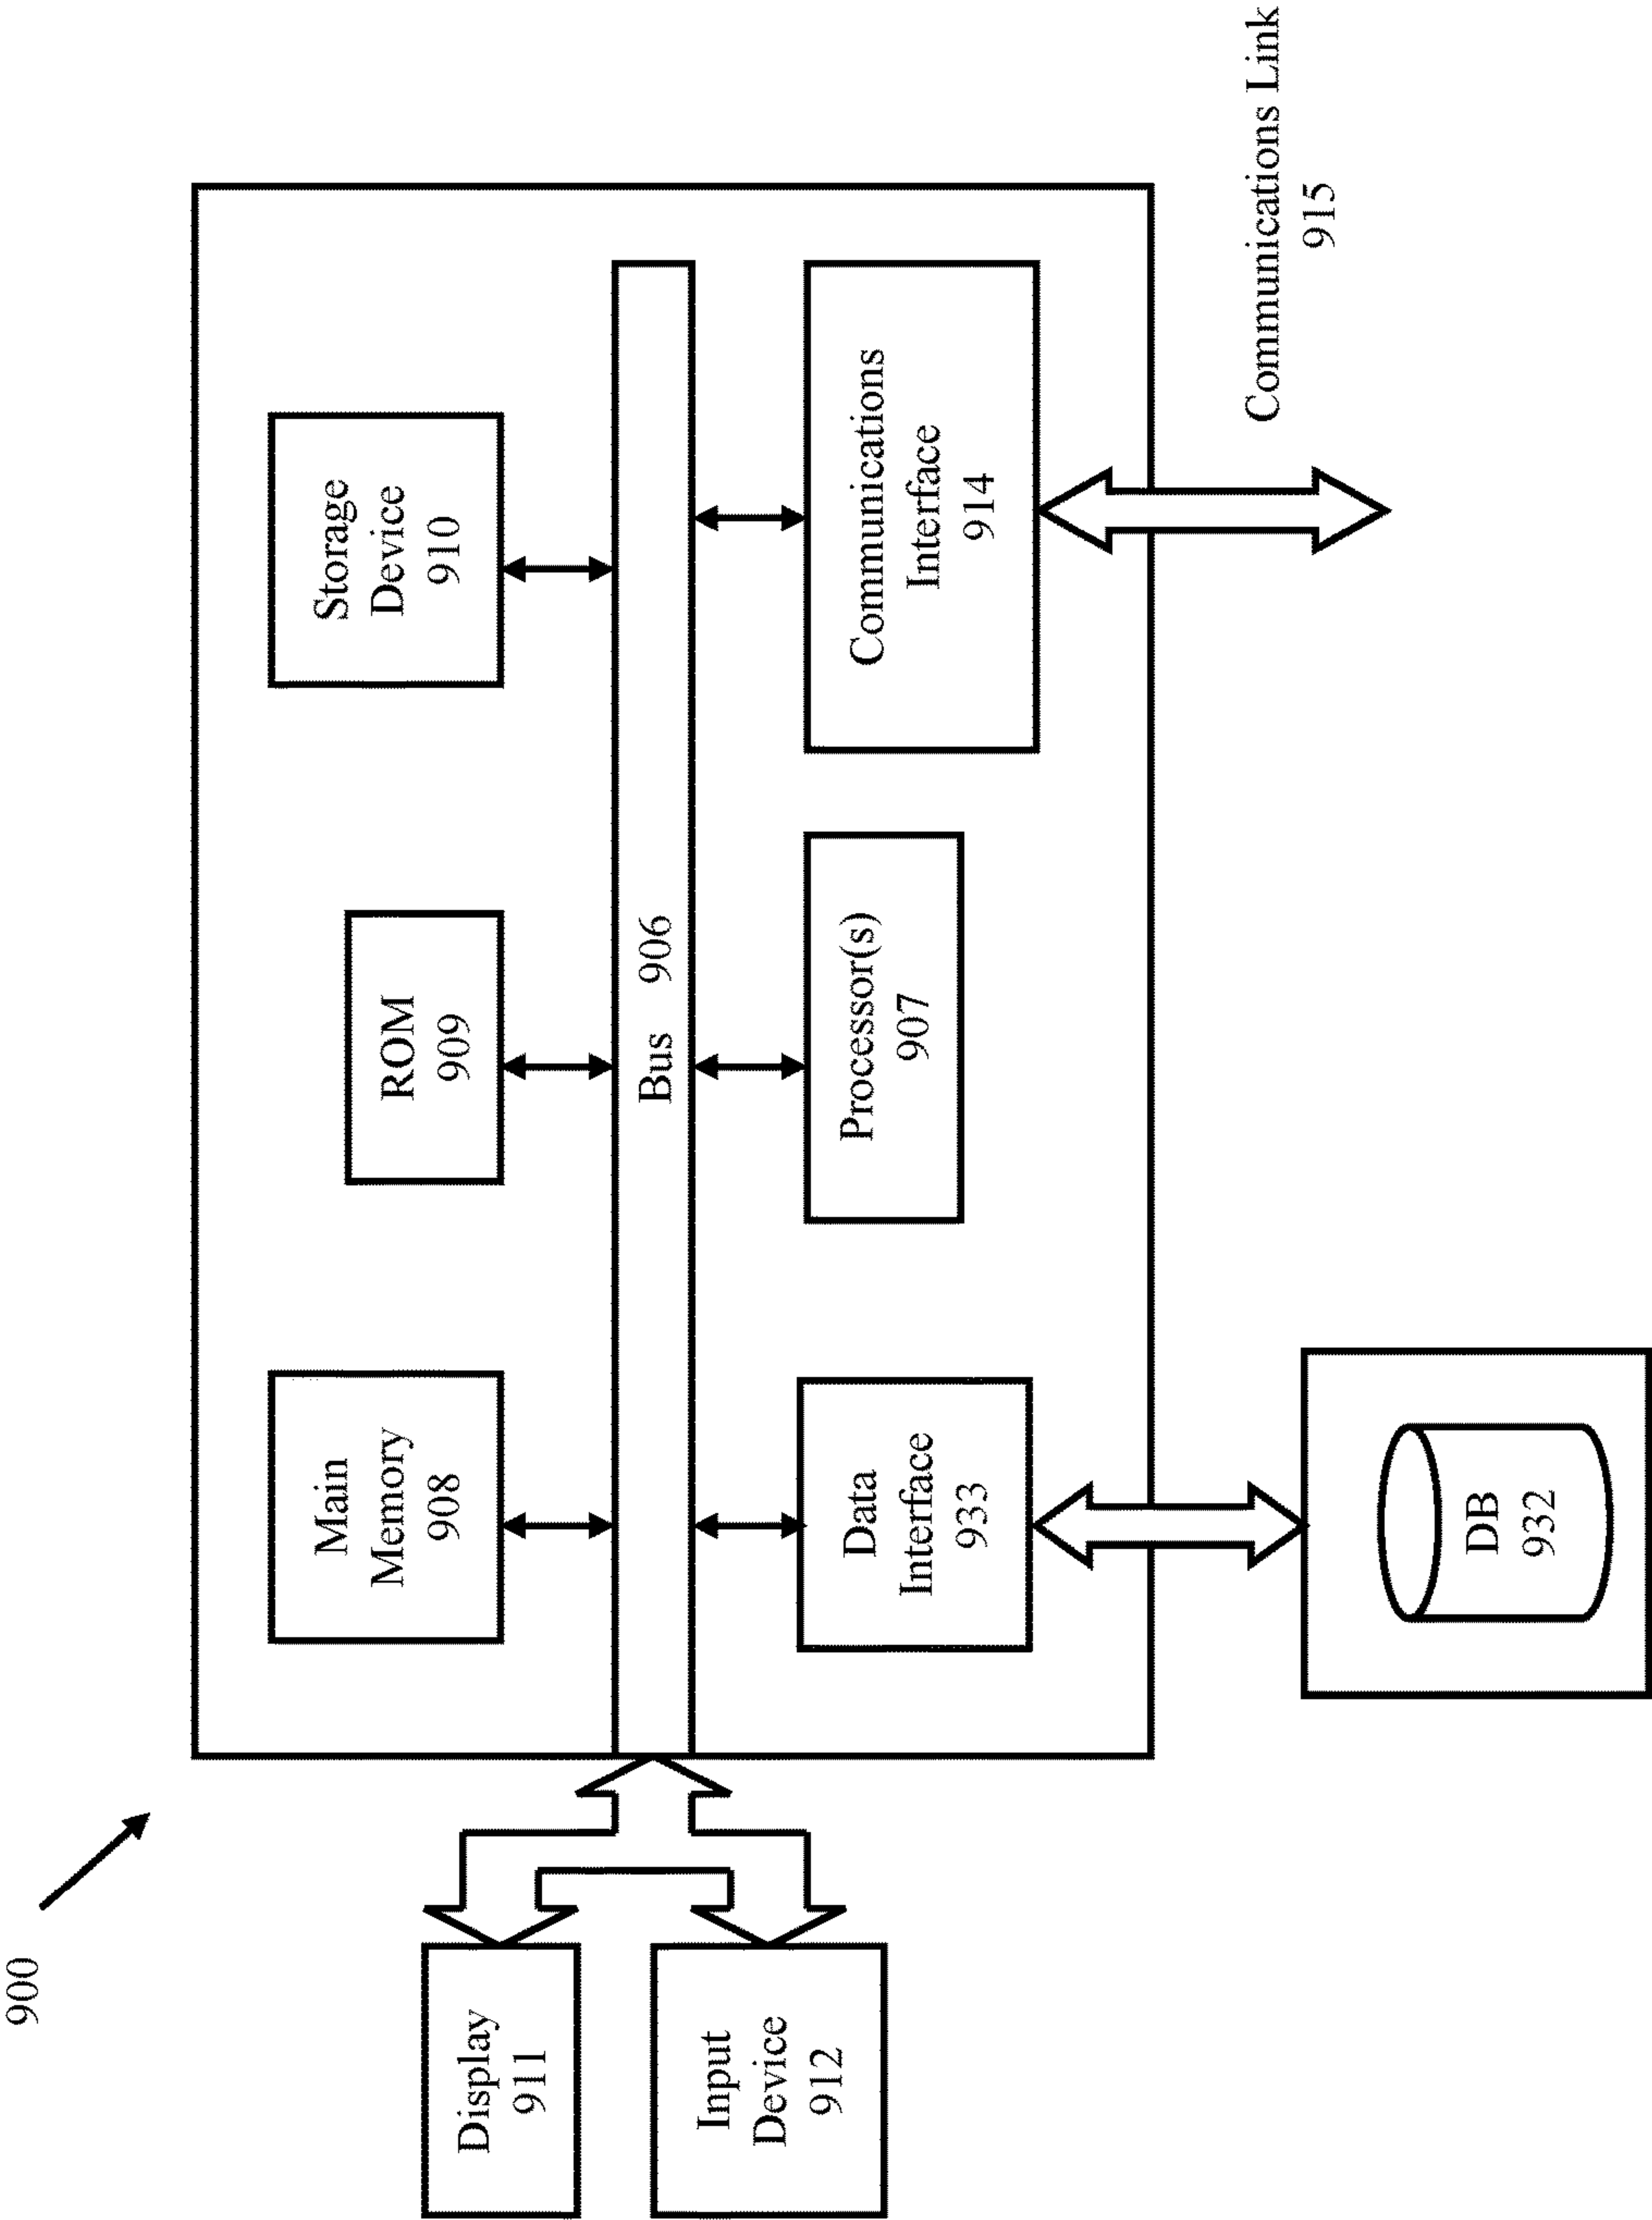 900
Main
Memory
908
ROM
909
Storage
Device
910
Display
911
Bus 906
Input
Device
912
Data
Interface
933
Processor(s)
907
Communications
Interface
914
Communications Link
915
DB
932